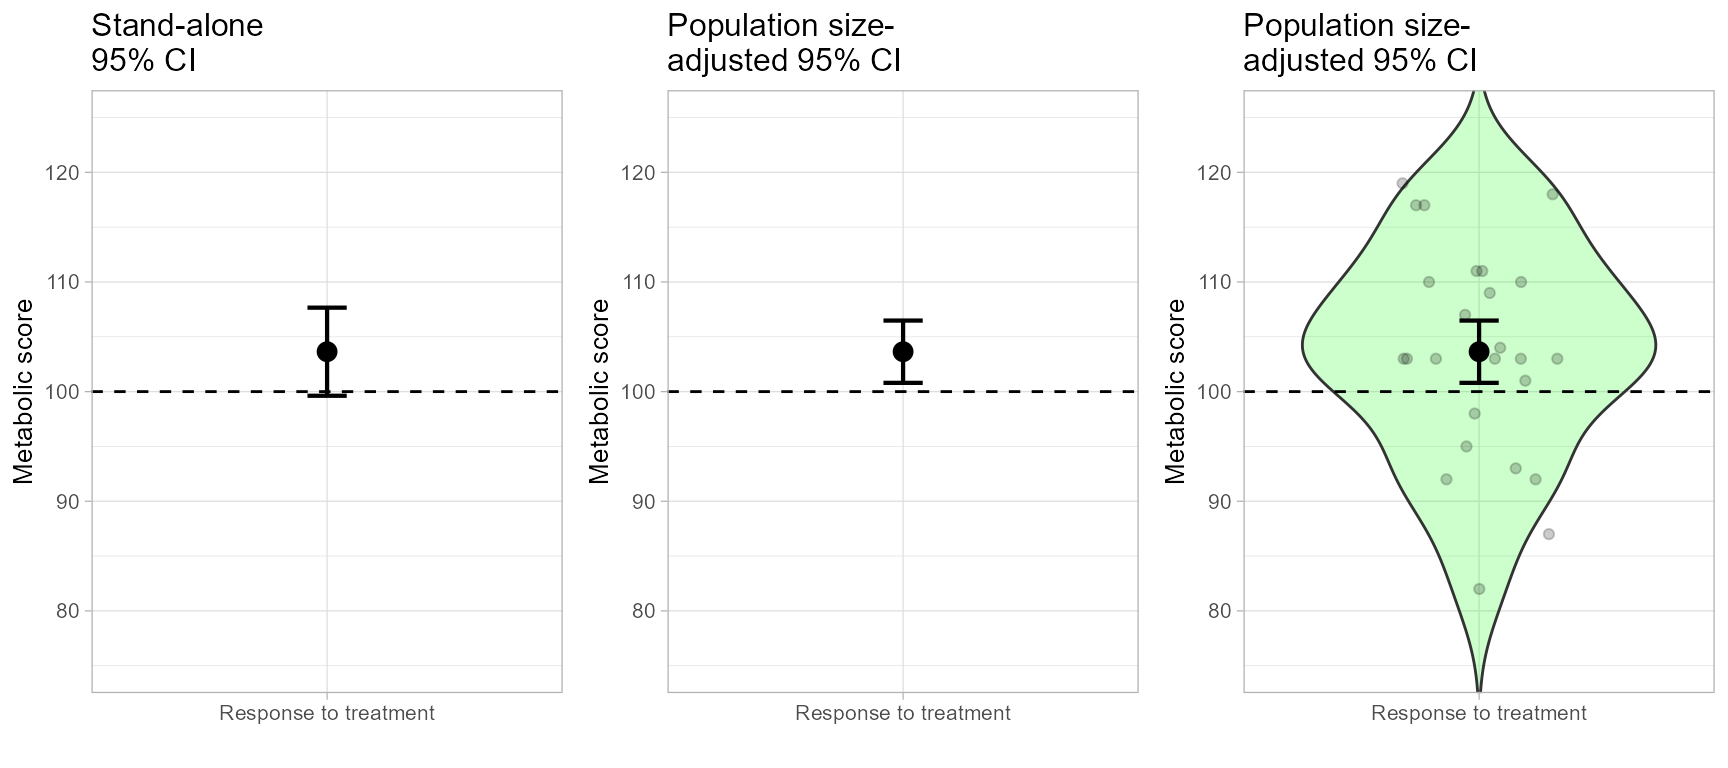 Stand-alone
95% CI
Metabolic score
120
110
100
90
80
Response to treatment
Population size-
adjusted 95% CI
Metabolic score
120
110
100
90
80
Response to treatment
Population size-
adjusted 95% CI
Metabolic score
120
110
100
90
80
Response to treatment